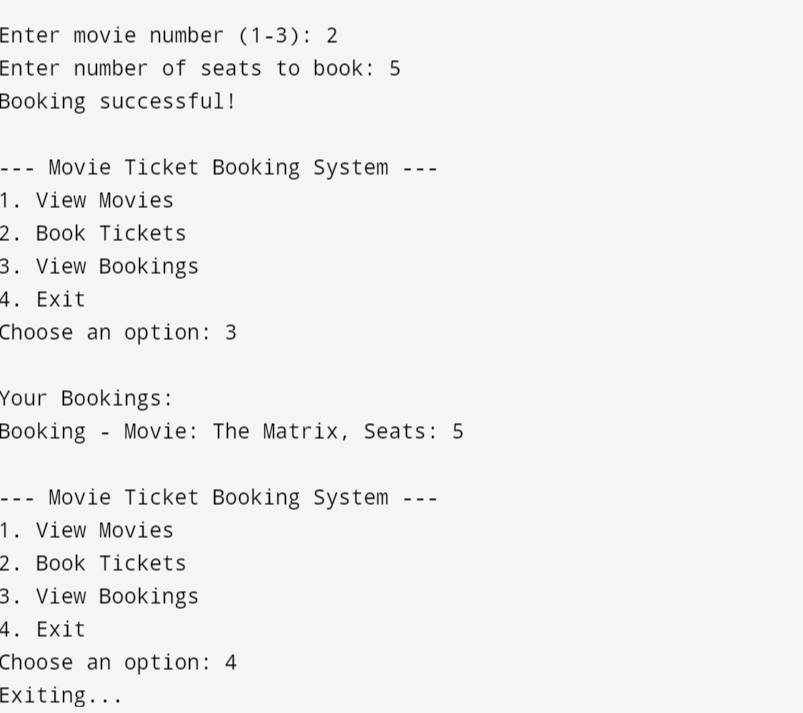 Enter movie number (1-3): 2
Enter number of seats to book: 5
Booking successful!
--- Movie Ticket Booking System ---
1. View Movies
2. Book Tickets
3. View Bookings
4. Exit
Choose an option: 3
Your Bookings:
Booking - Movie: The Matrix, Seats: 5
--- Movie Ticket Booking System ---
1. View Movies
2. Book Tickets
3. View Bookings
4. Exit
Choose an option: 4
Exiting...